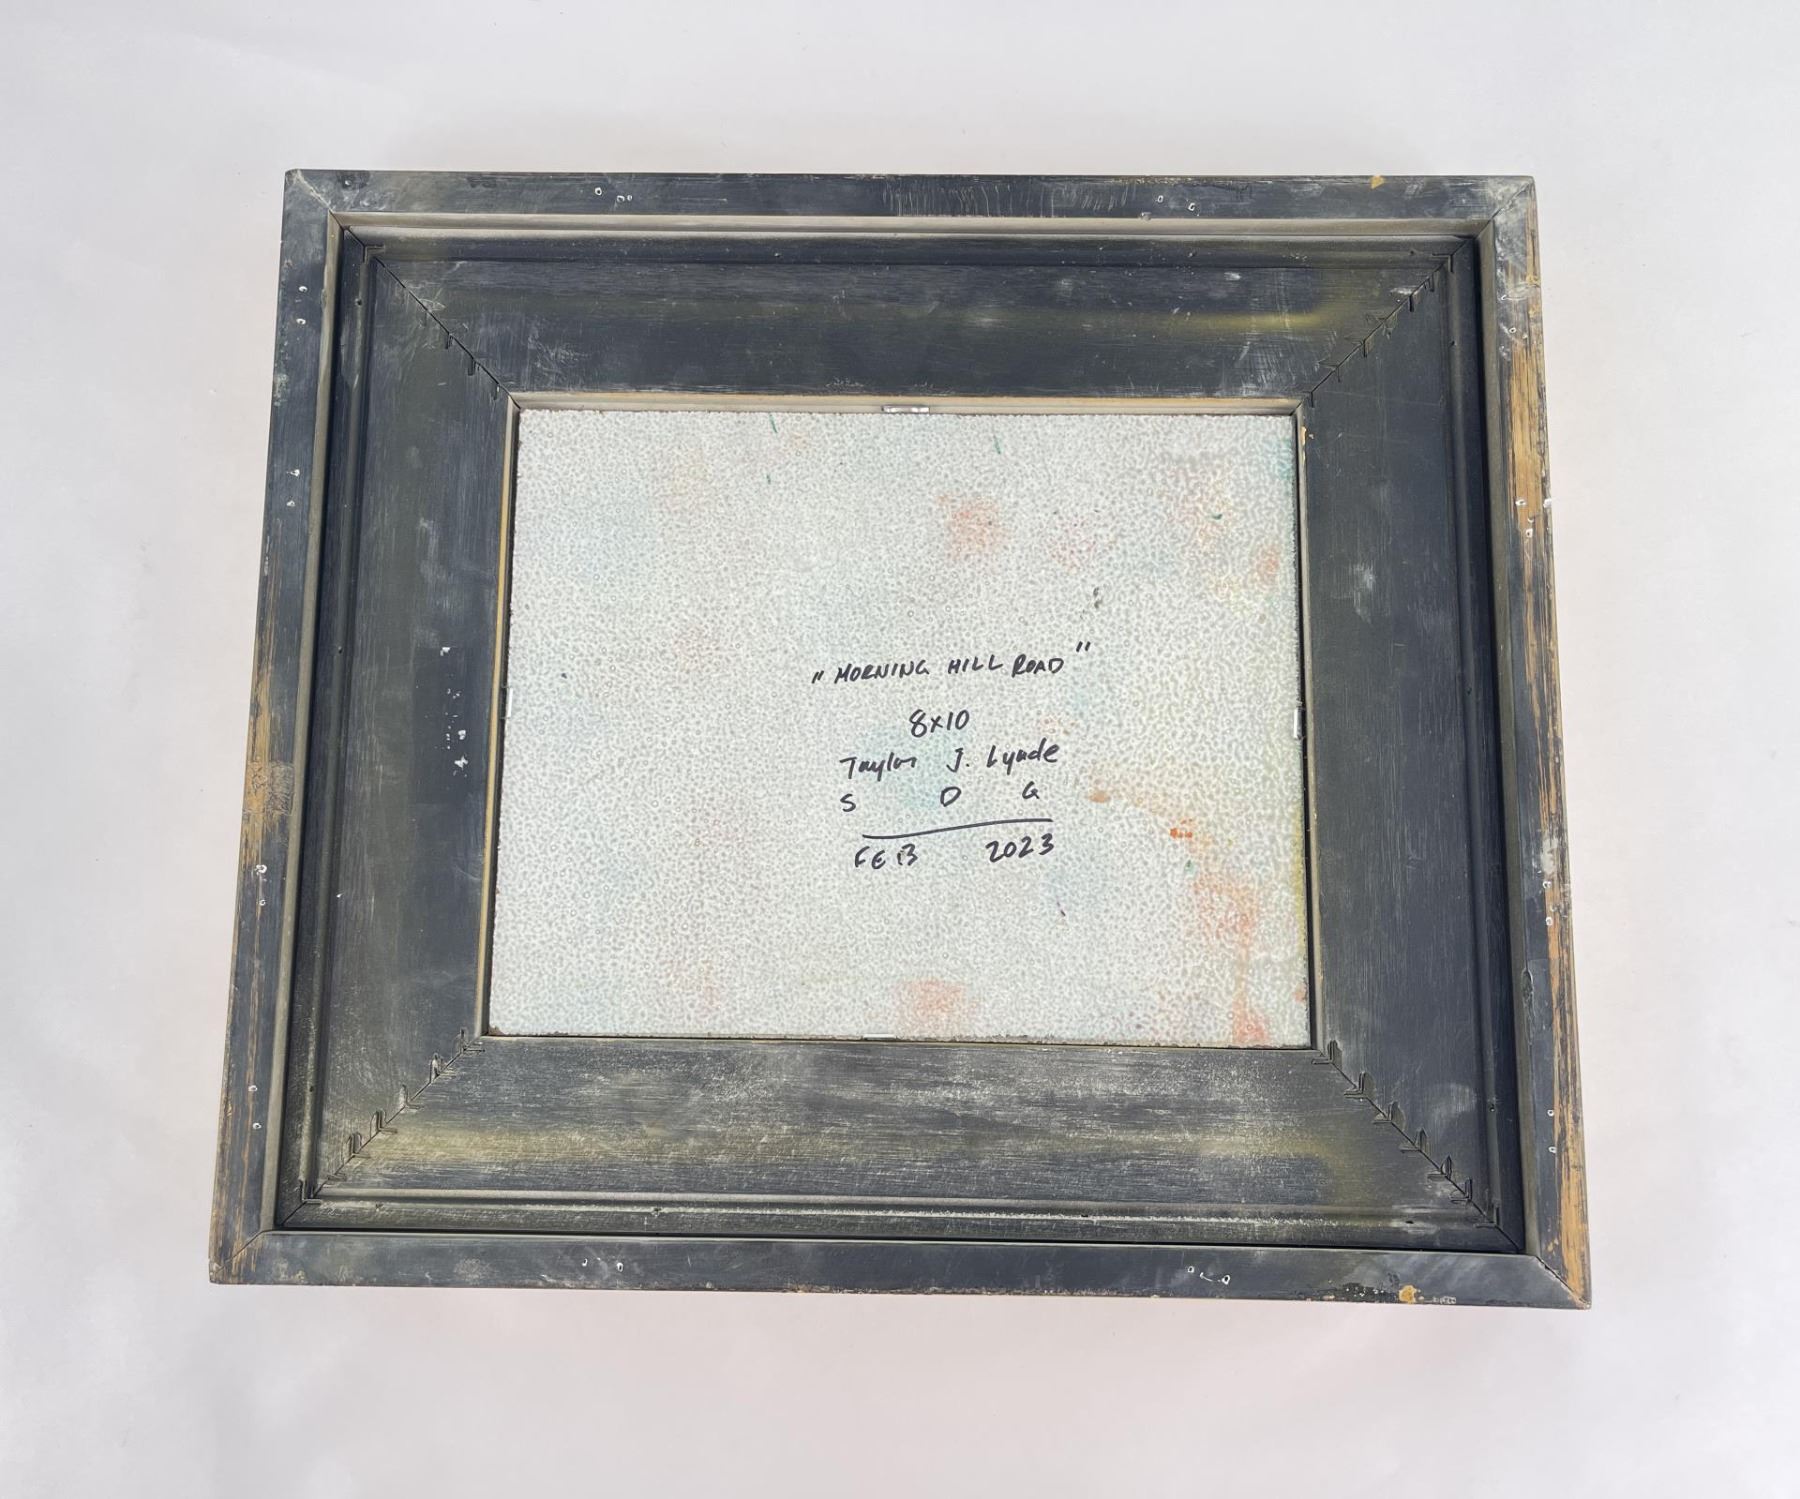 "MORNING HILL ROAD"
8x10
Taylor J. Lynde
S D G
FEB 2023